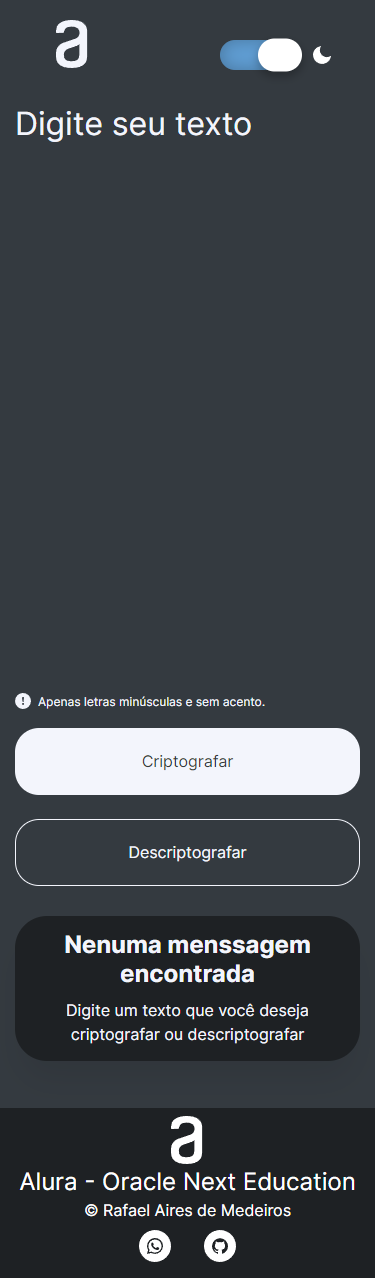 a
Digite seu texto
Apenas letras minúsculas e sem acento.
Criptografar
Descriptografar
Nenuma menssagem
encontrada
Digite um texto que você deseja
criptografar ou descriptografar
a
Alura - Oracle Next Education
© Rafael Aires de Medeiros